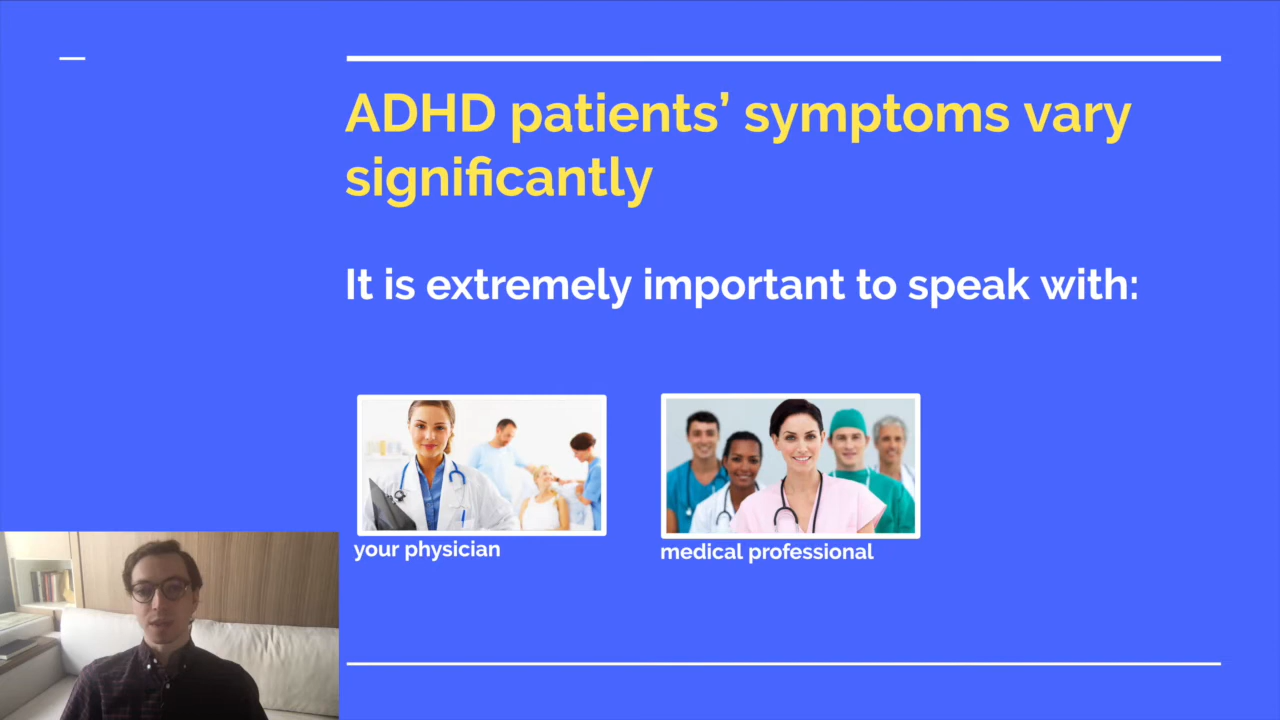 ADHD patients’ symptoms vary
significantly
It is extremely important to speak with:
your physician
medical professional